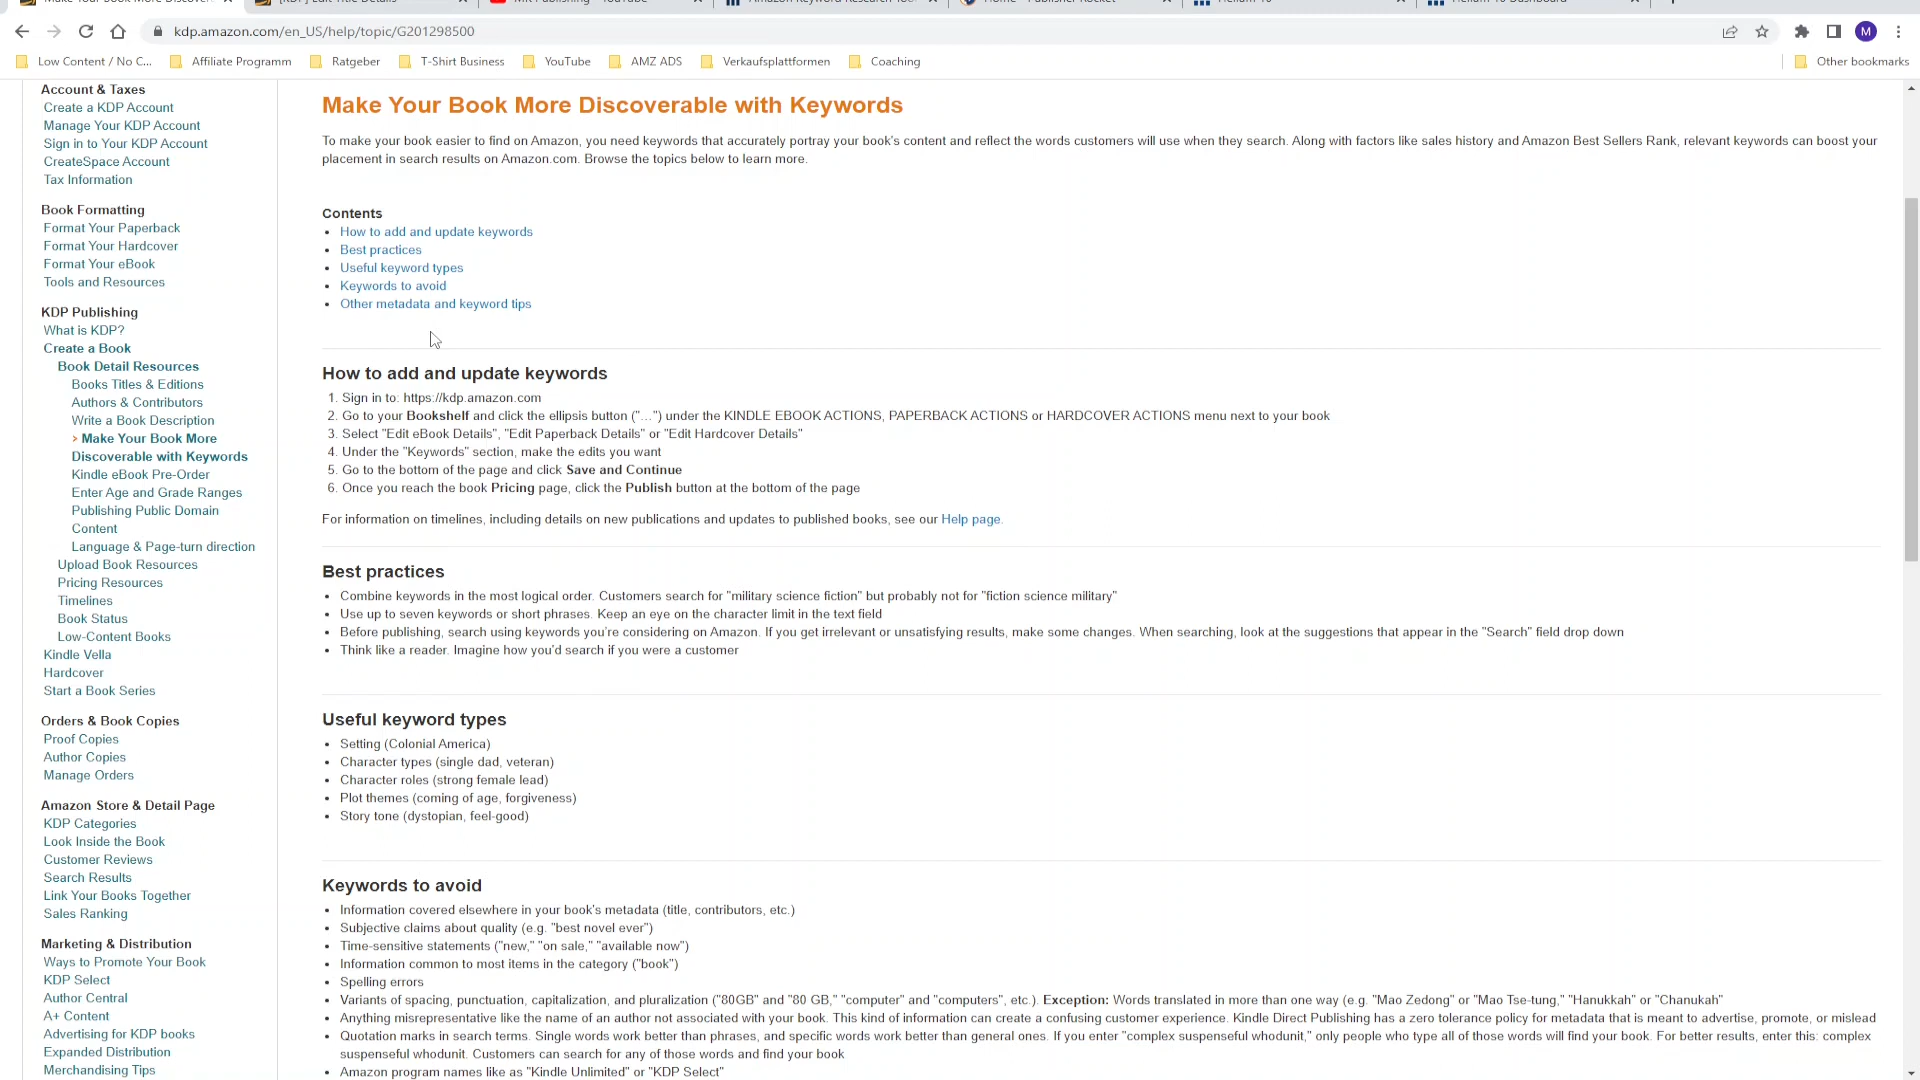 Make Your Book More Discover
[KDP] Edit Title Details
MK Publishing - YouTube
Amazon Keyword Research Too
Home - Publisher Rocket
Helium 10
Helium 10 Dashboard
kdp.amazon.com/en_US/help/topic/G201298500
M
Low Content / No C...
Affiliate Programm
Ratgeber
T-Shirt Business
YouTube
AMZ ADS
Verkaufsplattformen
Coaching
Other bookmarks
Account & Taxes
Create a KDP Account
Manage Your KDP Account
Sign in to Your KDP Account
CreateSpace Account
Tax Information
Book Formatting
Format Your Paperback
Format Your Hardcover
Format Your eBook
Tools and Resources
KDP Publishing
What is KDP?
Create a Book
Book Detail Resources
Books Titles & Editions
Authors & Contributors
Write a Book Description
› Make Your Book More
Discoverable with Keywords
Kindle eBook Pre-Order
Enter Age and Grade Ranges
Publishing Public Domain
Content
Language & Page-turn direction
Upload Book Resources
Pricing Resources
Timelines
Book Status
Low-Content Books
Kindle Vella
Hardcover
Start a Book Series
Orders & Book Copies
Proof Copies
Author Copies
Manage Orders
Amazon Store & Detail Page
KDP Categories
Look Inside the Book
Customer Reviews
Search Results
Link Your Books Together
Sales Ranking
Marketing & Distribution
Ways to Promote Your Book
KDP Select
Author Central
A+ Content
Advertising for KDP books
Expanded Distribution
Merchandising Tips
Make Your Book More Discoverable with Keywords
To make your book easier to find on Amazon, you need keywords that accurately portray your book's content and reflect the words customers will use when they search. Along with factors like sales history and Amazon Best Sellers Rank, relevant keywords can boost your
placement in search results on Amazon.com. Browse the topics below to learn more.
Contents
• How to add and update keywords
• Best practices
• Useful keyword types
• Keywords to avoid
• Other metadata and keyword tips
How to add and update keywords
1. Sign in to: https://kdp.amazon.com
2. Go to your Bookshelf and click the ellipsis button ("…") under the KINDLE EBOOK ACTIONS, PAPERBACK ACTIONS or HARDCOVER ACTIONS menu next to your book
3. Select "Edit eBook Details", "Edit Paperback Details" or "Edit Hardcover Details"
4. Under the "Keywords" section, make the edits you want
5. Go to the bottom of the page and click Save and Continue
6. Once you reach the book Pricing page, click the Publish button at the bottom of the page
For information on timelines, including details on new publications and updates to published books, see our Help page.
Best practices
• Combine keywords in the most logical order. Customers search for "military science fiction" but probably not for "fiction science military"
• Use up to seven keywords or short phrases. Keep an eye on the character limit in the text field
• Before publishing, search using keywords you're considering on Amazon. If you get irrelevant or unsatisfying results, make some changes. When searching, look at the suggestions that appear in the "Search" field drop down
• Think like a reader. Imagine how you'd search if you were a customer
Useful keyword types
• Setting (Colonial America)
• Character types (single dad, veteran)
• Character roles (strong female lead)
• Plot themes (coming of age, forgiveness)
• Story tone (dystopian, feel-good)
Keywords to avoid
• Information covered elsewhere in your book's metadata (title, contributors, etc.)
• Subjective claims about quality (e.g. "best novel ever")
• Time-sensitive statements ("new," "on sale," "available now")
• Information common to most items in the category ("book")
• Spelling errors
• Variants of spacing, punctuation, capitalization, and pluralization ("80GB" and "80 GB," "computer" and "computers", etc.). Exception: Words translated in more than one way (e.g. "Mao Zedong" or "Mao Tse-tung," "Hanukkah" or "Chanukah"
• Anything misrepresentative like the name of an author not associated with your book. This kind of information can create a confusing customer experience. Kindle Direct Publishing has a zero tolerance policy for metadata that is meant to advertise, promote, or mislead
• Quotation marks in search terms. Single words work better than phrases, and specific words work better than general ones. If you enter "complex suspenseful whodunit," only people who type all of those words will find your book. For better results, enter this: complex
suspenseful whodunit. Customers can search for any of those words and find your book
• Amazon program names like as "Kindle Unlimited" or "KDP Select"